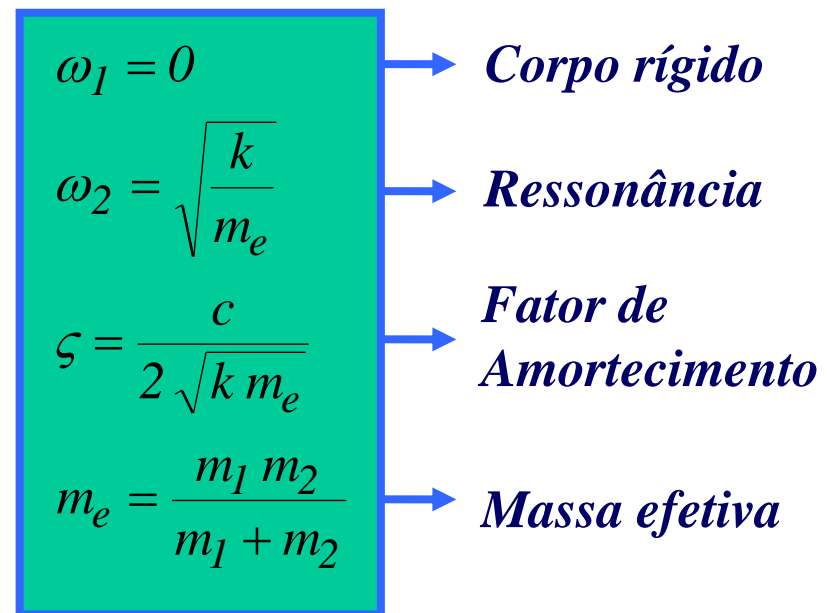 ω₁ = 0 Corpo rígido
ω₂ = √(k / mₑ) Ressonância
ς = c / (2 √(k mₑ)) Fator de
Amortecimento
mₑ = m₁ m₂ / (m₁ + m₂) Massa efetiva